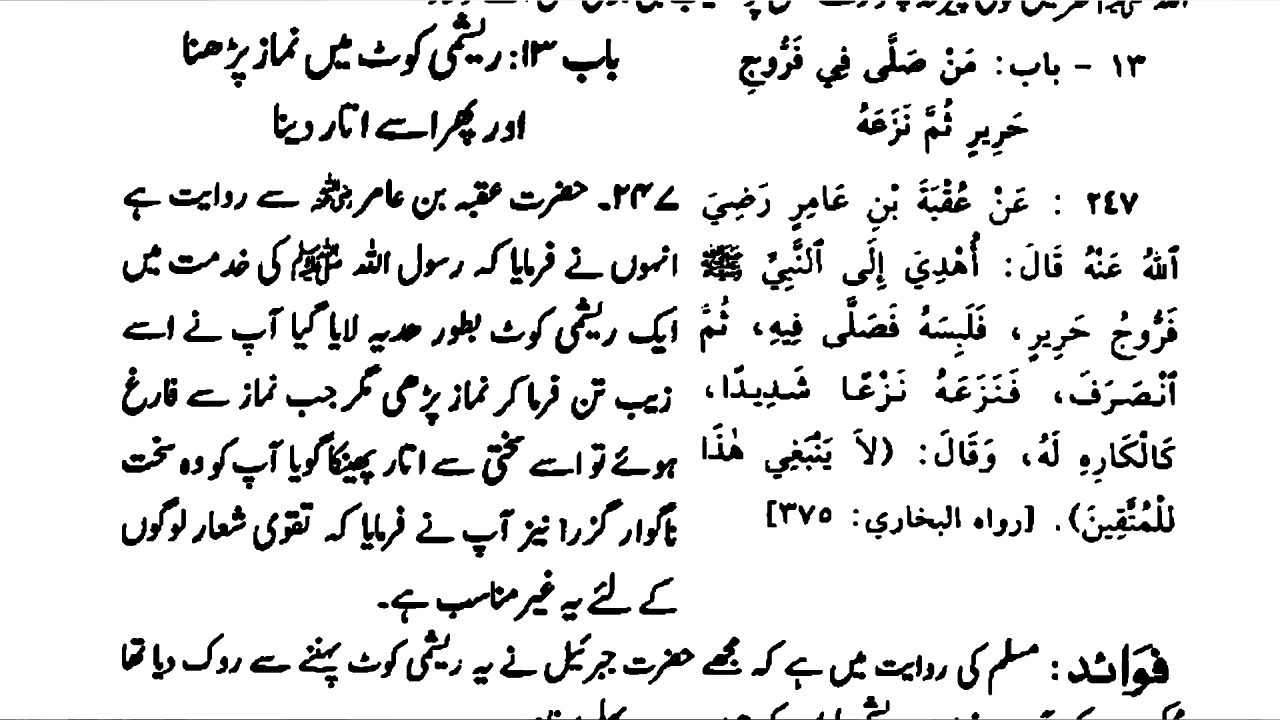 ١٣ - باب: مَنْ صَلَّى فِي فَرُّوجِ
حَرِيرٍ ثُمَّ نَزَعَهُ
٢٤٧ : عَنْ عُقْبَةَ بْنِ عَامِرٍ رَضِيَ
ٱللهُ عَنْهُ قَالَ: أُهْدِيَ إِلَى ٱلنَّبِيِّ ﷺ
فَرُّوجُ حَرِيرٍ، فَلَبِسَهُ فَصَلَّى فِيهِ، ثُمَّ
ٱنْصَرَفَ، فَنَزَعَهُ نَزْعًا شَدِيدًا،
كَالْكَارِهِ لَهُ، وَقَالَ: (لاَ يَنْبَغِي هٰذَا
لِلْمُتَّقِينَ). [رواه البخاري: ٣٧٥]
باب ۱۳: ریشمی کوٹ میں نماز پڑھنا
اور پھر اسے اتار دینا
۲۴۷۔ حضرت عقبہ بن عامر رضی اللہ عنہ سے روایت ہے
انہوں نے فرمایا کہ رسول اللہ ﷺ کی خدمت میں
ایک ریشمی کوٹ بطور ھدیہ لایا گیا آپ نے اسے
زیب تن فرما کر نماز پڑھی مگر جب نماز سے فارغ
ہوئے تو اسے سختی سے اتار پھینکا گویا آپ کو وہ سخت
ناگوار گزرا نیز آپ نے فرمایا کہ تقوی شعار لوگوں
کے لئے یہ غیر مناسب ہے۔
فوَائد: مسلم کی روایت میں ہے کہ مجھے حضرت جبرئیل نے یہ ریشمی کوٹ پہننے سے روک دیا تھا